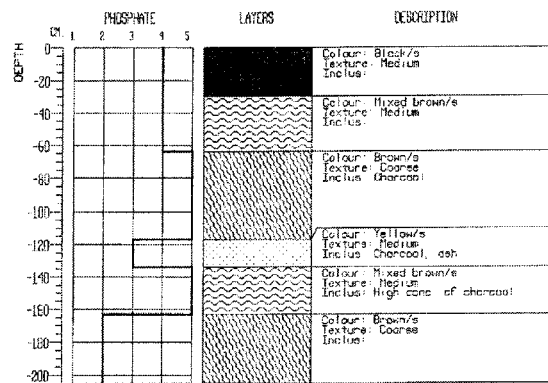 PHOSPHATE LAYERS DESCRIPTION
CM. 1 2 3 4 5
DEPTH
0
-20
-40
-60
-80
-100
-120
-140
-160
-180
-200
Colour: Black/s
Texture: Medium
Inclus:
Colour: Mixed brown/s
Texture: Medium
Inclus:
Colour: Brown/s
Texture: Coarse
Inclus: Charcoal
Colour: Yellow/s
Texture: Medium
Inclus: Charcoal, ash
Colour: Mixed brown/s
Texture: Medium
Inclus: High conc. of charcoal
Colour: Brown/s
Texture: Coarse
Inclus: